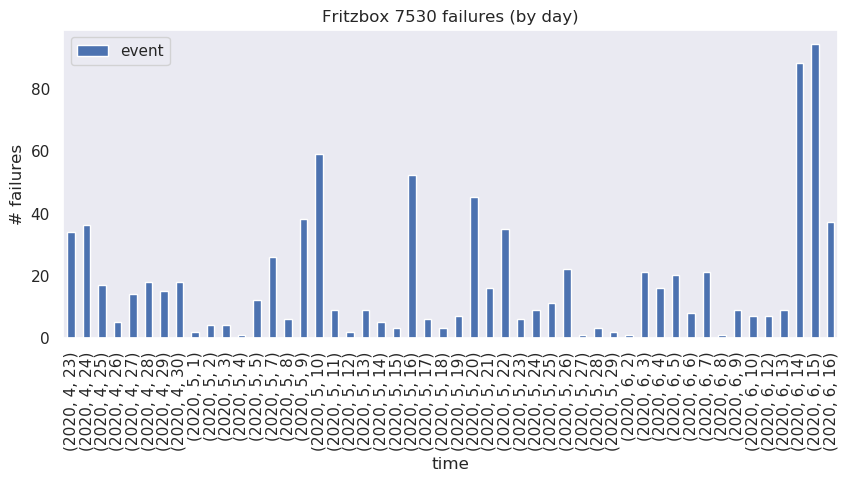 Fritzbox 7530 failures (by day)
event
# failures
80
60
40
20
0
(2020, 4, 23)
(2020, 4, 24)
(2020, 4, 25)
(2020, 4, 26)
(2020, 4, 27)
(2020, 4, 28)
(2020, 4, 29)
(2020, 4, 30)
(2020, 5, 1)
(2020, 5, 2)
(2020, 5, 3)
(2020, 5, 4)
(2020, 5, 5)
(2020, 5, 7)
(2020, 5, 8)
(2020, 5, 9)
(2020, 5, 10)
(2020, 5, 11)
(2020, 5, 12)
(2020, 5, 13)
(2020, 5, 14)
(2020, 5, 15)
(2020, 5, 16)
(2020, 5, 17)
(2020, 5, 18)
(2020, 5, 19)
(2020, 5, 20)
(2020, 5, 21)
(2020, 5, 22)
(2020, 5, 23)
(2020, 5, 24)
(2020, 5, 25)
(2020, 5, 26)
(2020, 5, 27)
(2020, 5, 28)
(2020, 5, 29)
(2020, 6, 2)
(2020, 6, 3)
(2020, 6, 4)
(2020, 6, 5)
(2020, 6, 6)
(2020, 6, 7)
(2020, 6, 8)
(2020, 6, 9)
(2020, 6, 10)
(2020, 6, 12)
(2020, 6, 13)
(2020, 6, 14)
(2020, 6, 15)
(2020, 6, 16)
time